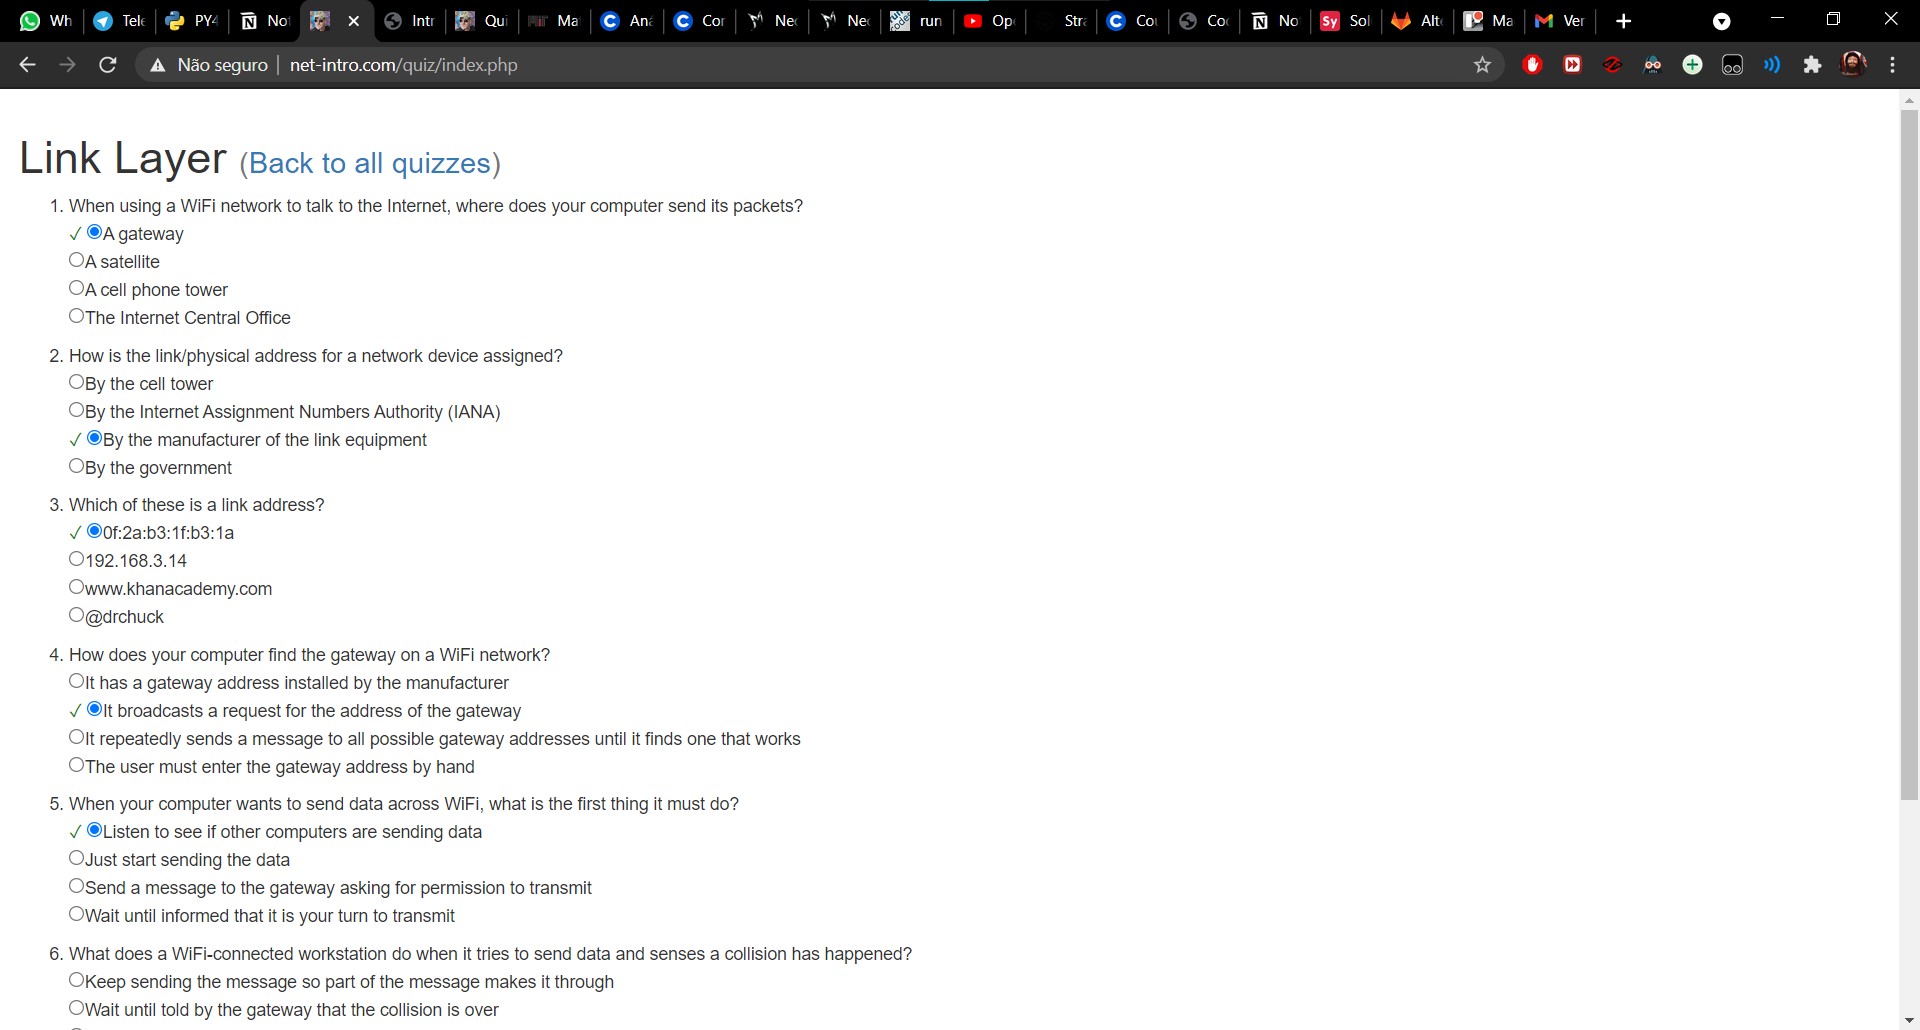 Wh Tele PY4 Not Intr Qui Ma Aná Cor Nec Nec run Ope Stra Cou Coc No Sol Alt Ma Ver
Não seguro | net-intro.com/quiz/index.php
Link Layer (Back to all quizzes)
1. When using a WiFi network to talk to the Internet, where does your computer send its packets?
✓ A gateway
A satellite
A cell phone tower
The Internet Central Office
2. How is the link/physical address for a network device assigned?
By the cell tower
By the Internet Assignment Numbers Authority (IANA)
✓ By the manufacturer of the link equipment
By the government
3. Which of these is a link address?
✓ 0f:2a:b3:1f:b3:1a
192.168.3.14
www.khanacademy.com
@drchuck
4. How does your computer find the gateway on a WiFi network?
It has a gateway address installed by the manufacturer
✓ It broadcasts a request for the address of the gateway
It repeatedly sends a message to all possible gateway addresses until it finds one that works
The user must enter the gateway address by hand
5. When your computer wants to send data across WiFi, what is the first thing it must do?
✓ Listen to see if other computers are sending data
Just start sending the data
Send a message to the gateway asking for permission to transmit
Wait until informed that it is your turn to transmit
6. What does a WiFi-connected workstation do when it tries to send data and senses a collision has happened?
Keep sending the message so part of the message makes it through
Wait until told by the gateway that the collision is over